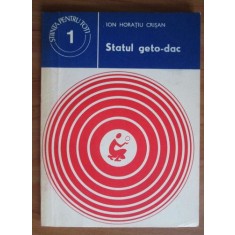 ȘTIINȚA PENTRU TOȚI
1
ION HORAȚIU CRIȘAN
Statul geto-dac